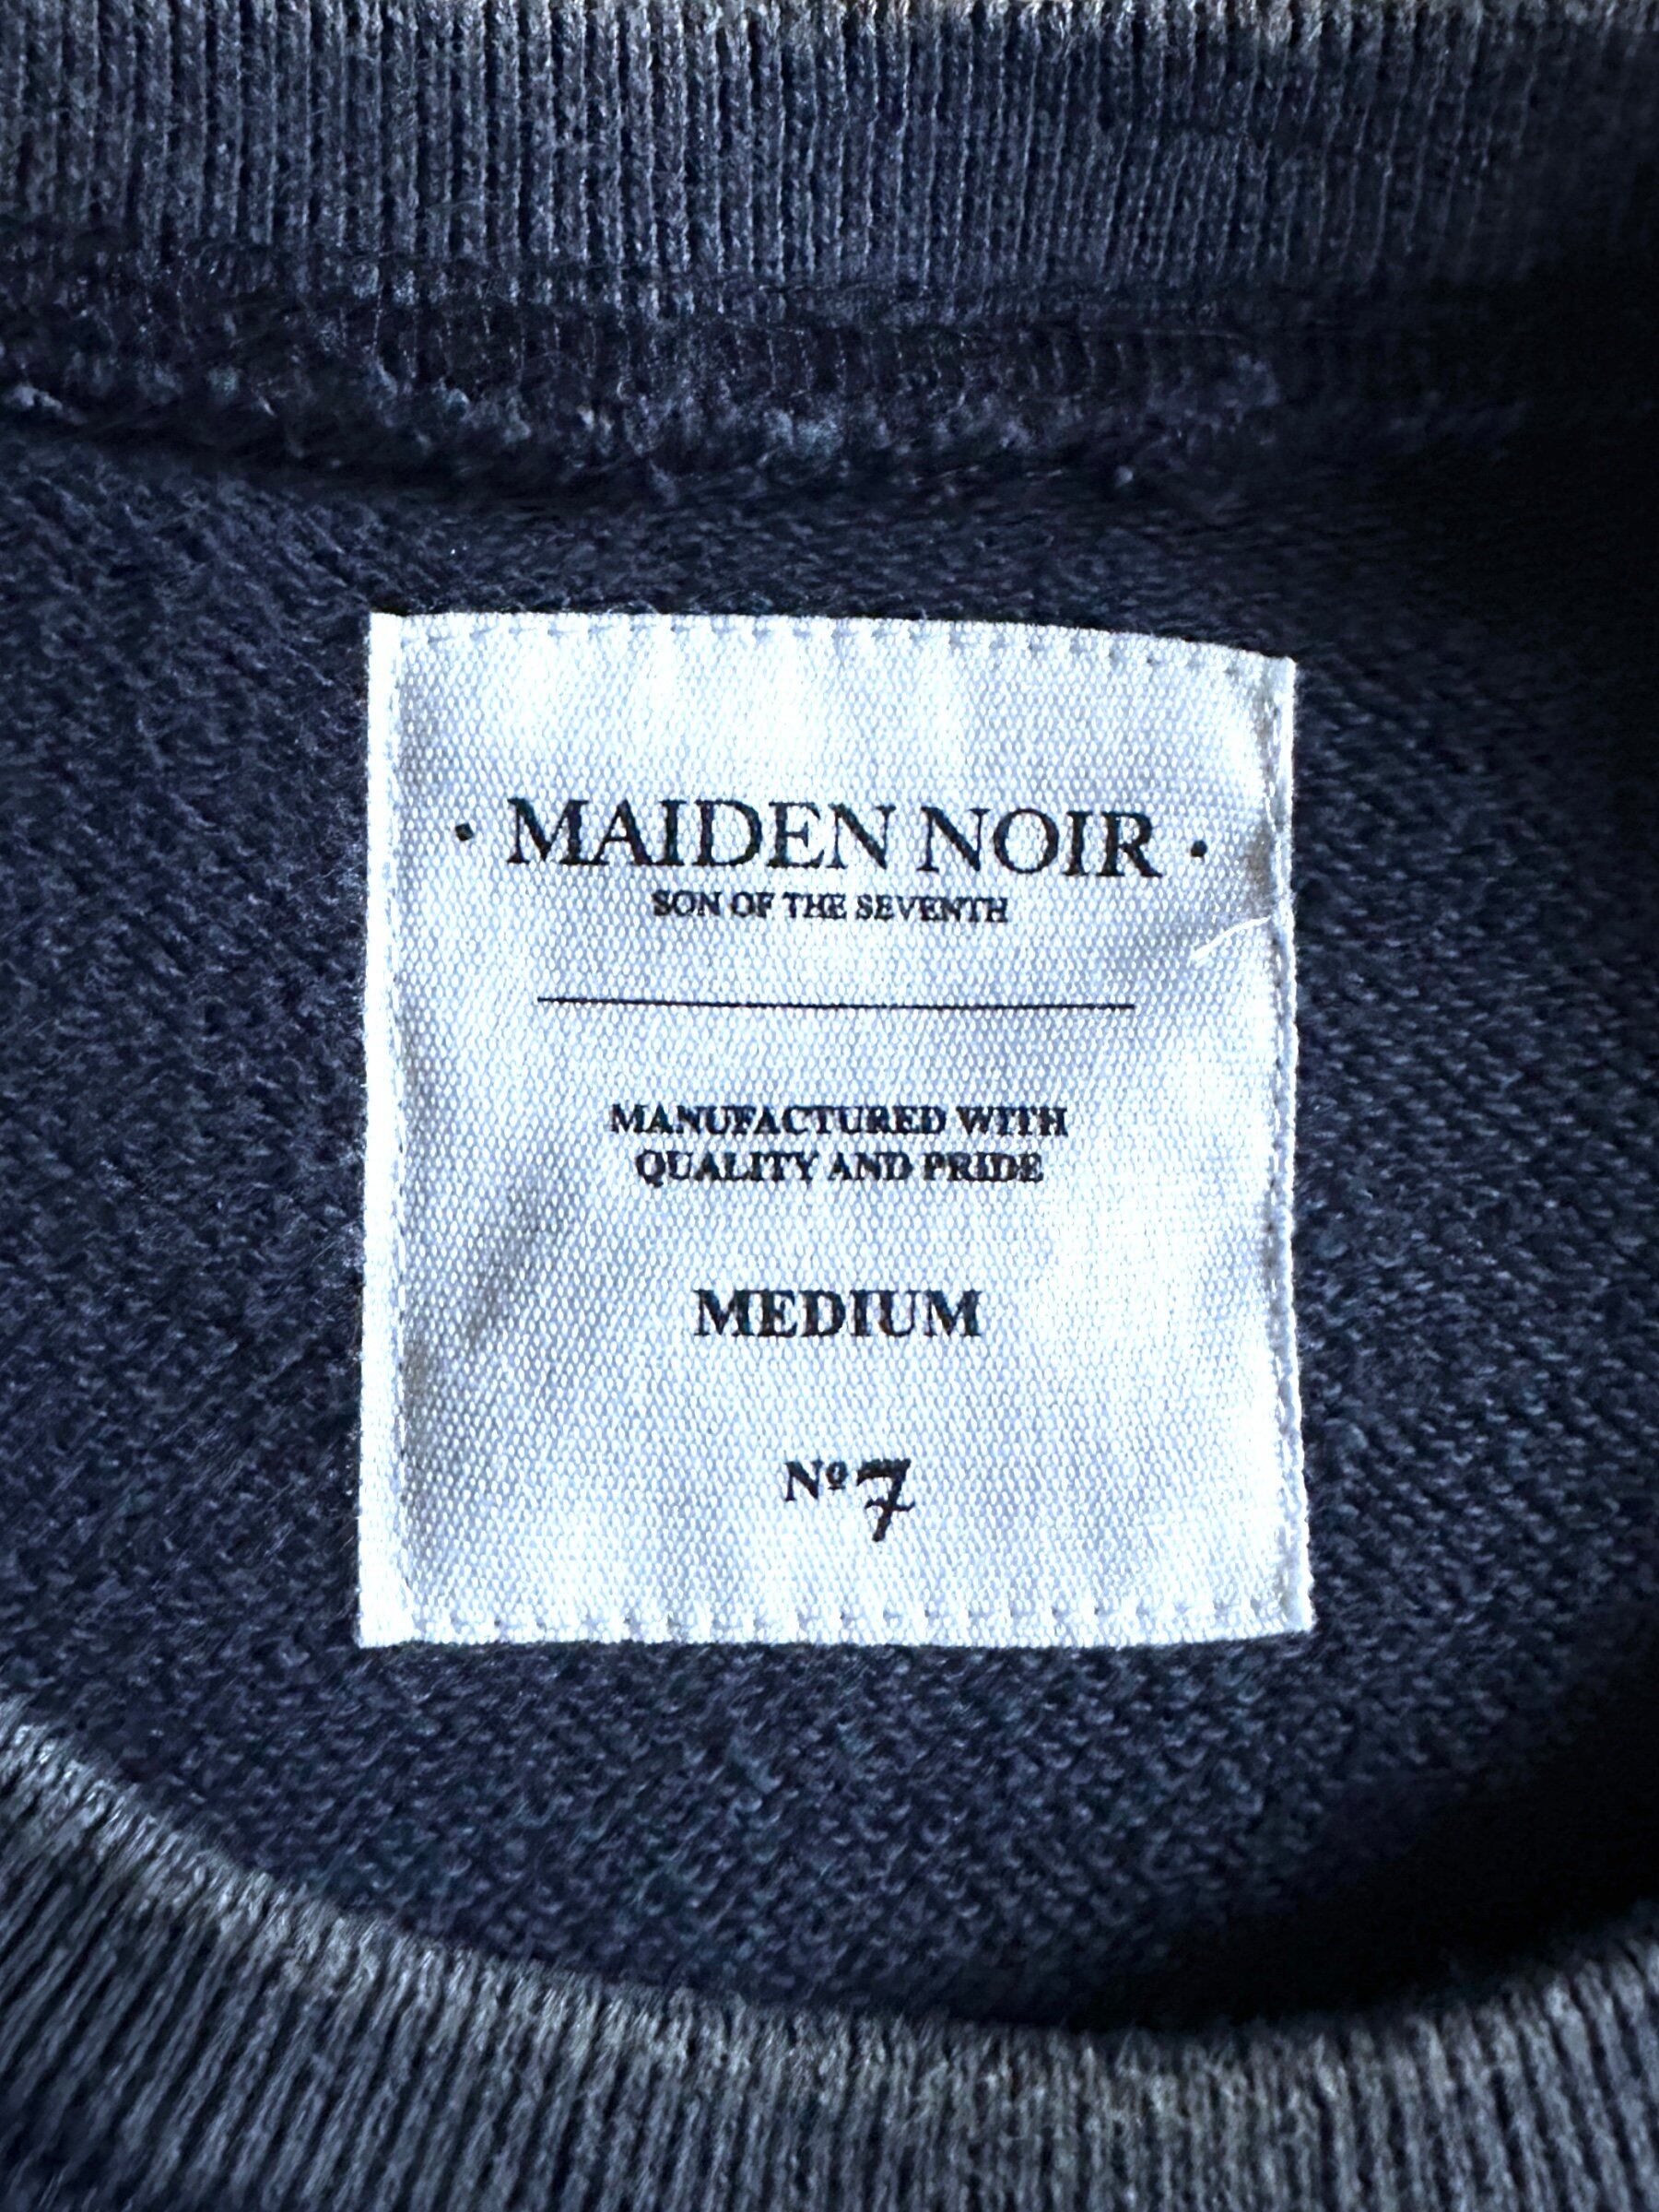 · MAIDEN NOIR ·
SON OF THE SEVENTH
MANUFACTURED WITH
QUALITY AND PRIDE
MEDIUM
Nº 7